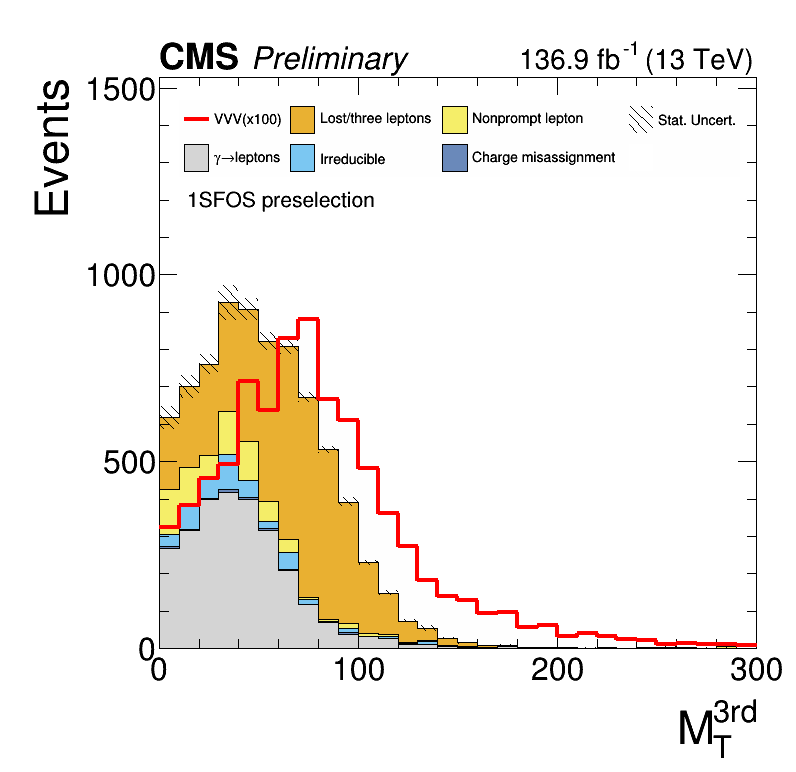 CMS Preliminary 136.9 fb⁻¹ (13 TeV)
Events
1500
VVV(x100) Lost/three leptons Nonprompt lepton Stat. Uncert.
γ→leptons Irreducible Charge misassignment
1SFOS preselection
1000
500
0
0 100 200 300
M_T^3rd